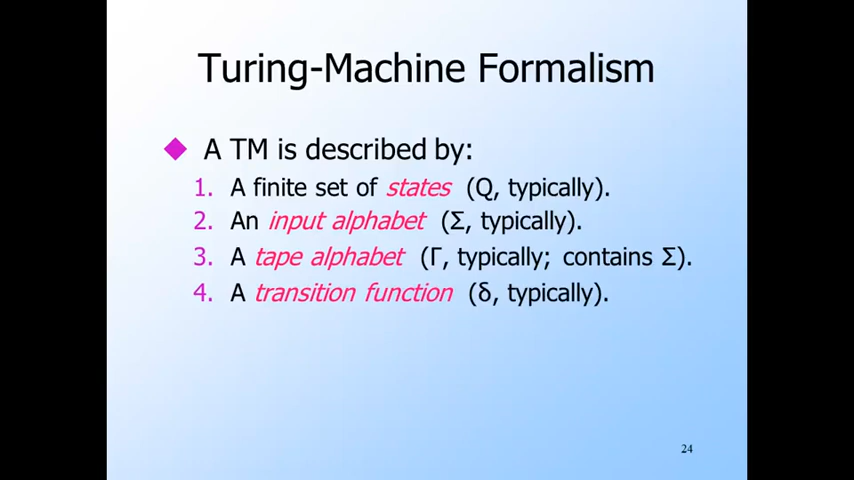 Turing-Machine Formalism
A TM is described by:
1. A finite set of states (Q, typically).
2. An input alphabet (Σ, typically).
3. A tape alphabet (Γ, typically; contains Σ).
4. A transition function (δ, typically).
24